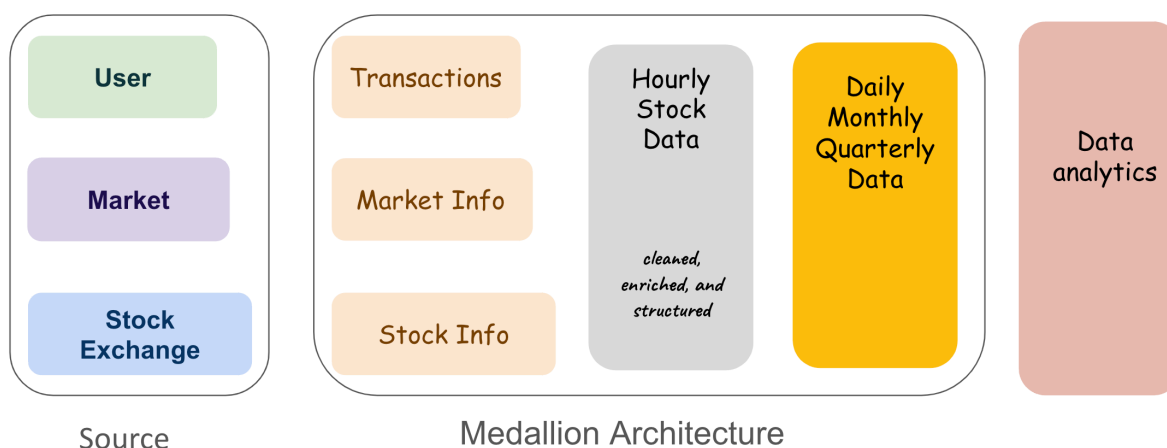 User
Market
Stock
Exchange
Source
Transactions
Market Info
Stock Info
Hourly
Stock
Data
cleaned,
enriched, and
structured
Daily
Monthly
Quarterly
Data
Medallion Architecture
Data
analytics